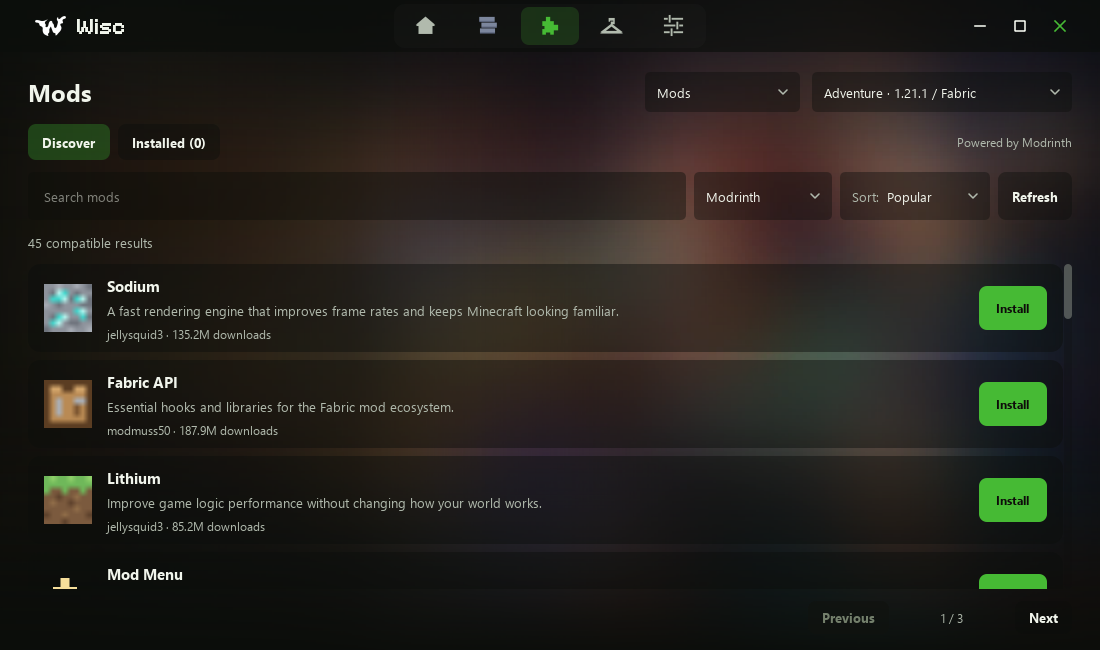 Wiso
Mods
Mods
Adventure · 1.21.1 / Fabric
Discover
Installed (0)
Powered by Modrinth
Search mods
Modrinth
Sort: Popular
Refresh
45 compatible results
Sodium
A fast rendering engine that improves frame rates and keeps Minecraft looking familiar.
jellysquid3 · 135.2M downloads
Install
Fabric API
Essential hooks and libraries for the Fabric mod ecosystem.
modmuss50 · 187.9M downloads
Install
Lithium
Improve game logic performance without changing how your world works.
jellysquid3 · 85.2M downloads
Install
Mod Menu
Previous
1 / 3
Next